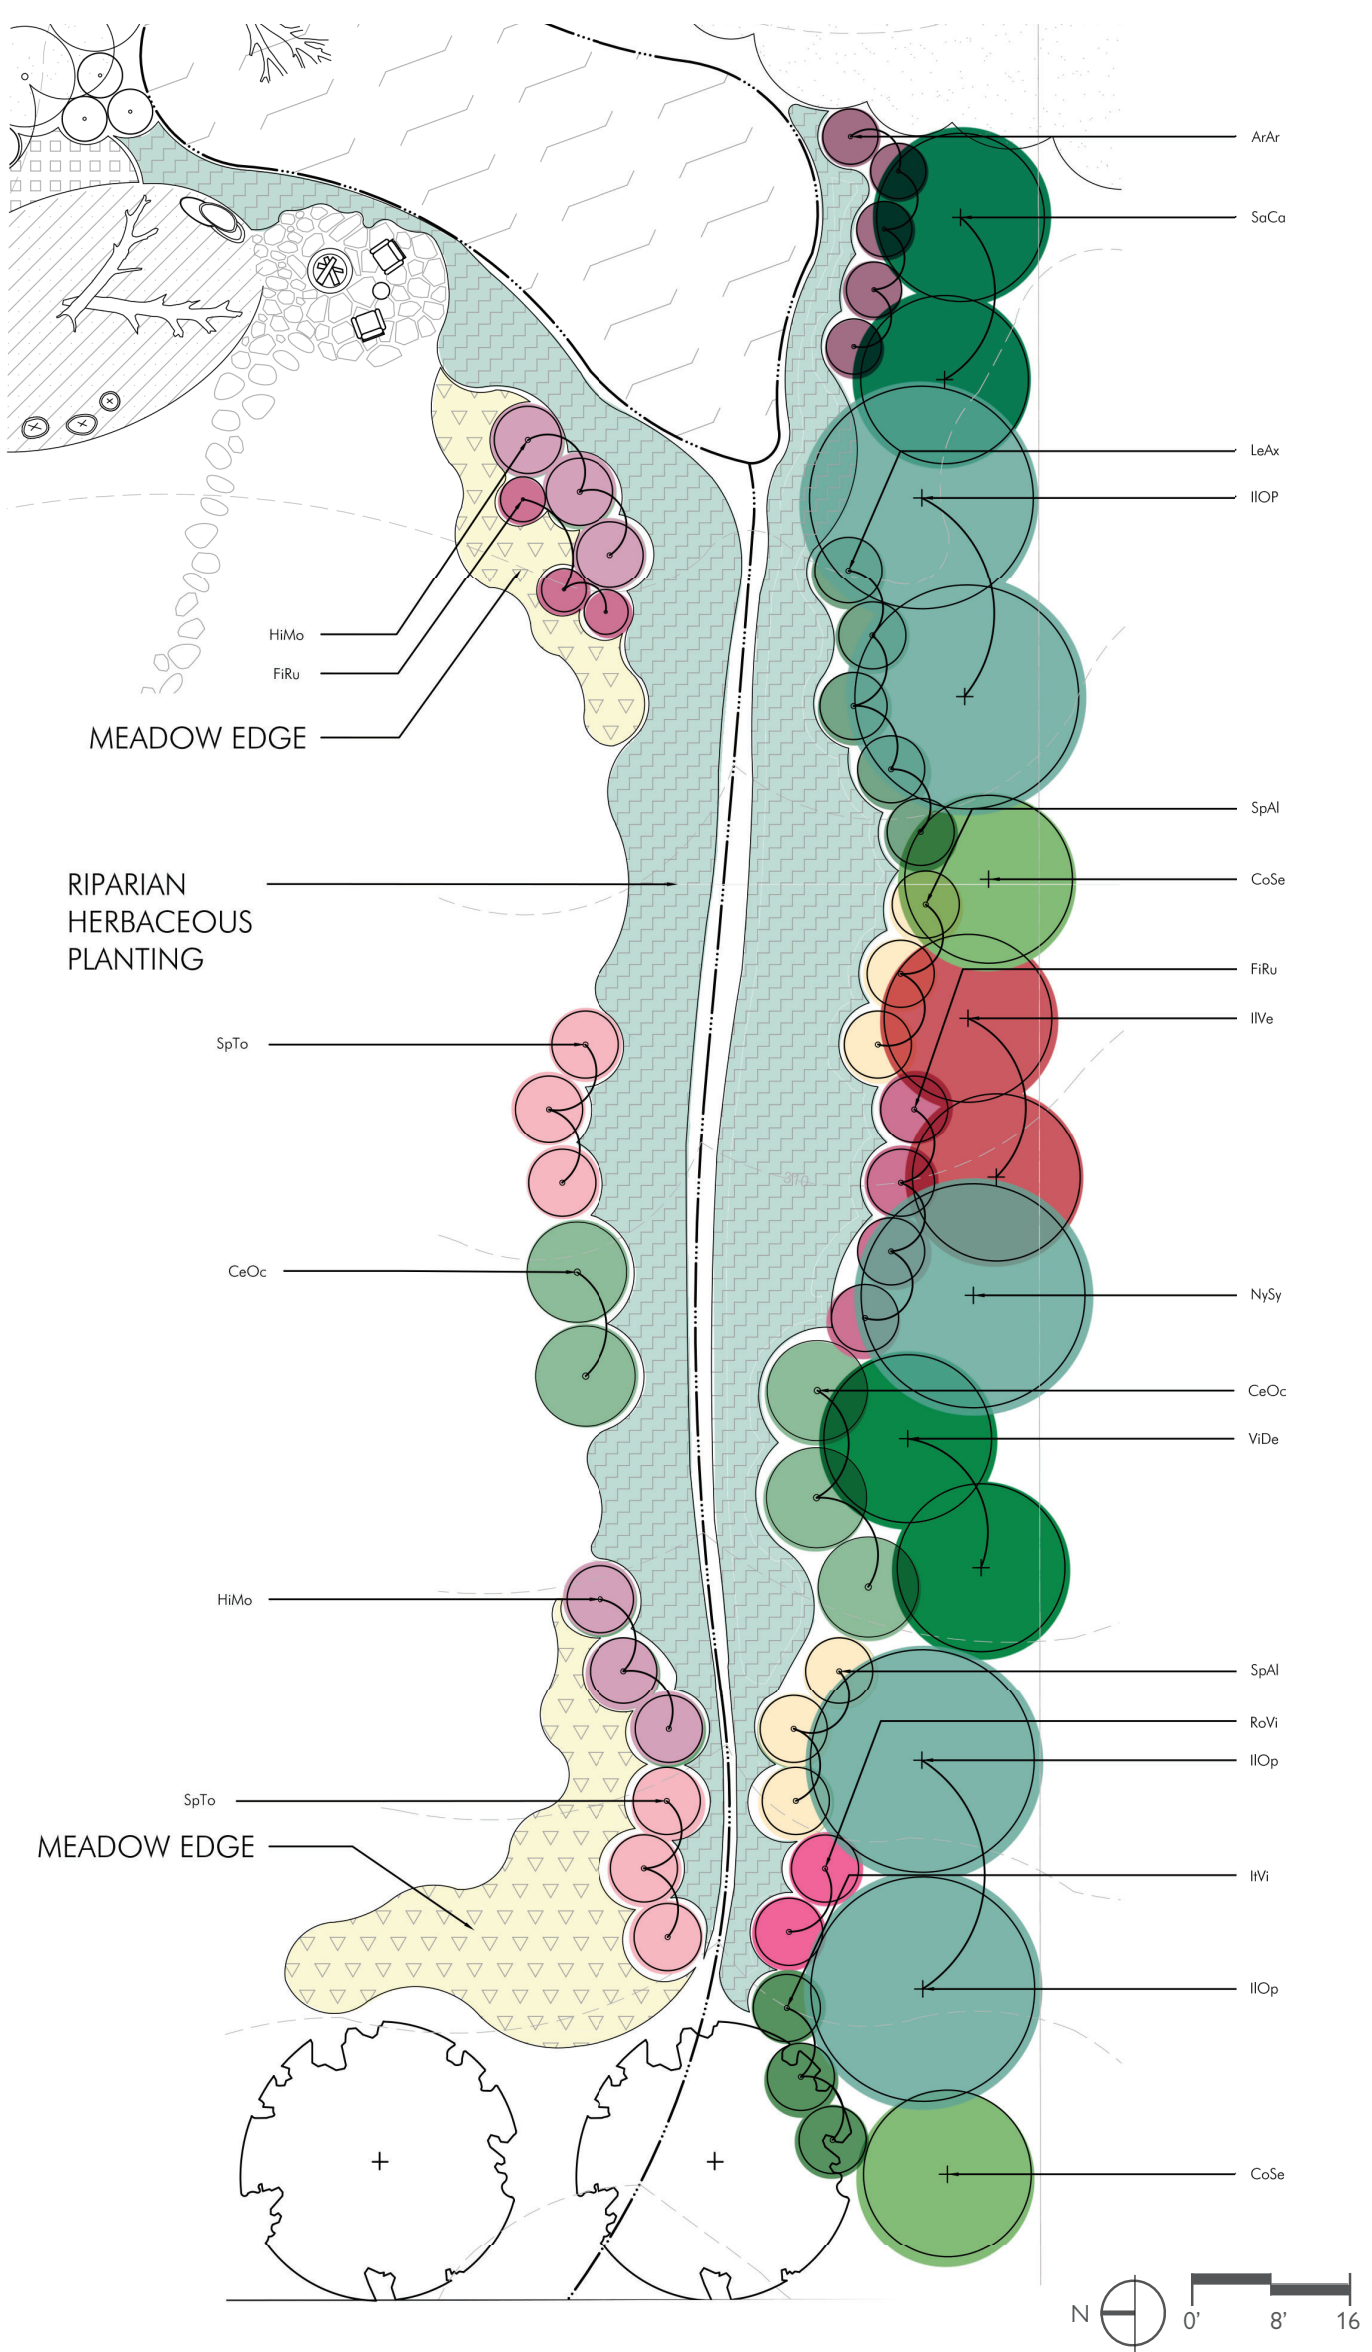 ArAr
SaCa
LeAx
IlOP
HiMo
FiRu
MEADOW EDGE
SpAl
CoSe
RIPARIAN
HERBACEOUS
PLANTING
FiRu
IlVe
SpTo
370
CeOc
NySy
CeOc
ViDe
HiMo
SpAl
RoVi
IlOp
SpTo
MEADOW EDGE
ItVi
IlOp
CoSe
N
0' 8' 16